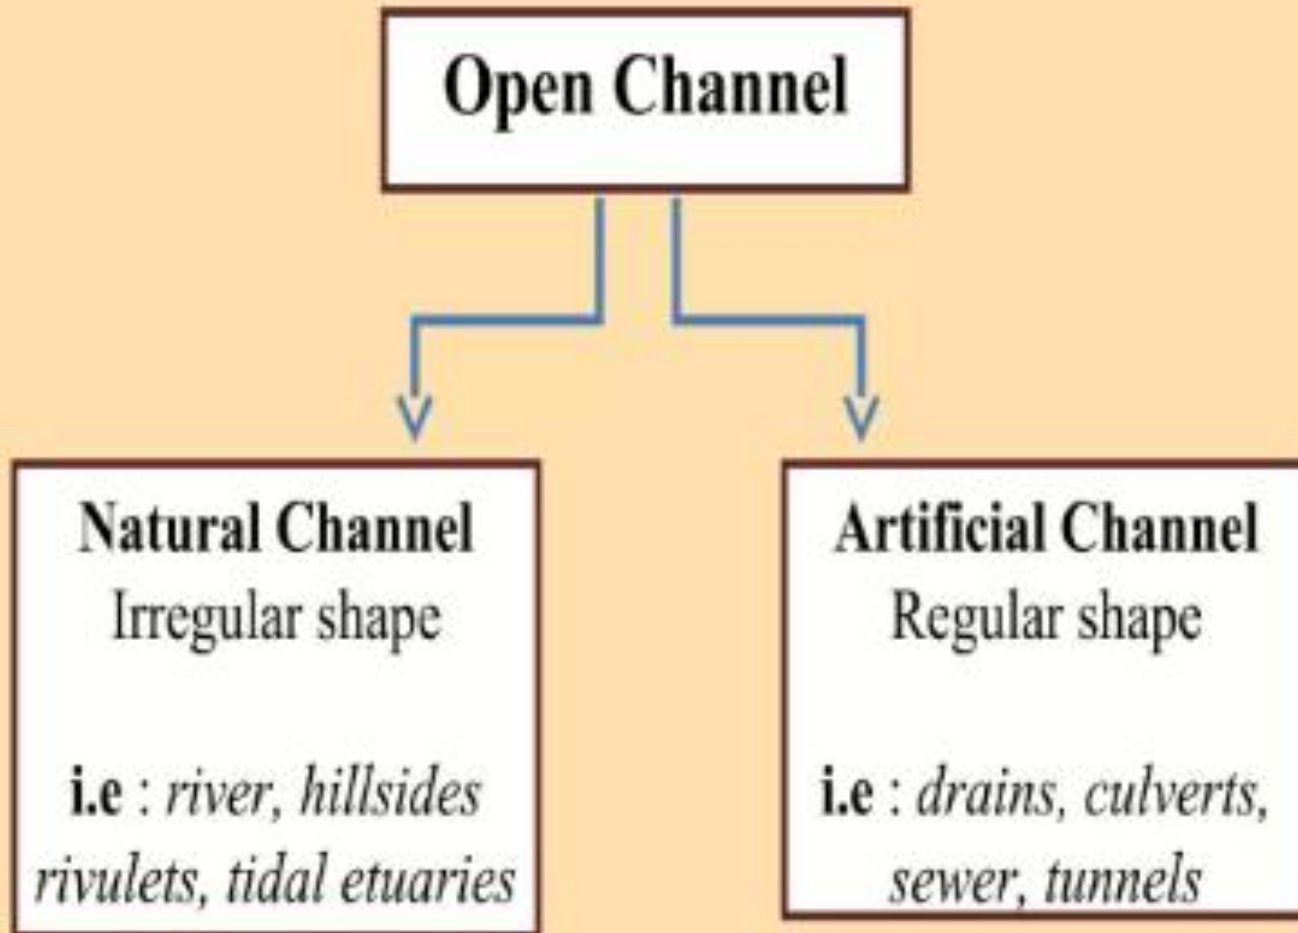 Open Channel
Natural Channel
Irregular shape
i.e : river, hillsides
rivulets, tidal etuaries
Artificial Channel
Regular shape
i.e : drains, culverts,
sewer, tunnels